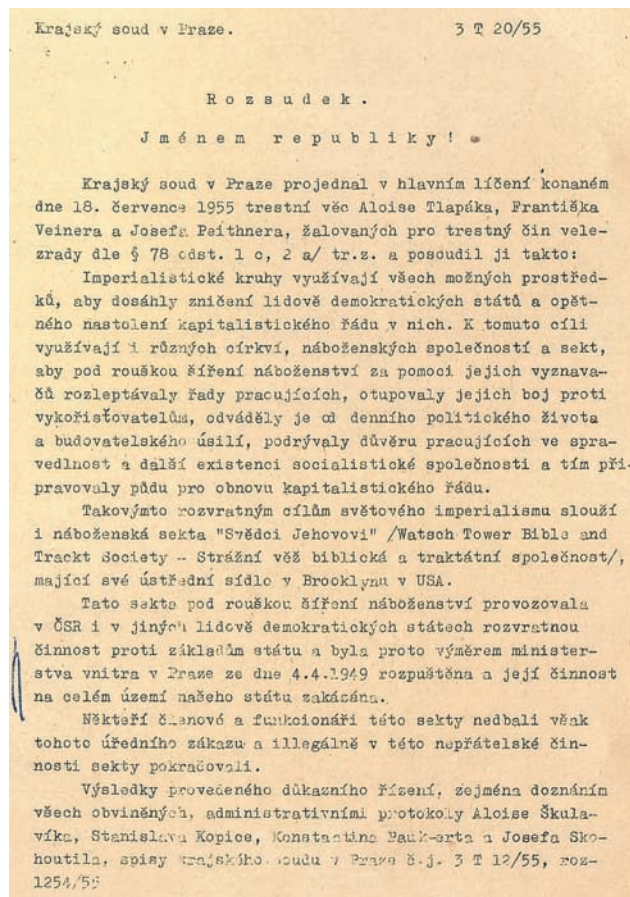 Krajský soud v Praze. 3 T 20/55
Rozsudek.
Jménem republiky!
Krajský soud v Praze projednal v hlavním líčení konaném
dne 18. července 1955 trestní věc Aloise Tlapáka, Františka
Veinera a Josefa Peithnera, žalovaných pro trestný čin vele-
zrady dle § 78 odst. 1 c, 2 a/ tr.z. a posoudil ji takto:
Imperialistické kruhy využívají všech možných prostřed-
ků, aby dosáhly zničení lidově demokratických států a opět-
ného nastolení kapitalistického řádu v nich. K tomuto cíli
využívají i různých církví, náboženských společností a sekt,
aby pod rouškou šíření náboženství za pomoci jejich vyznava-
čů rozleptávaly řady pracujících, otupovaly jejich boj proti
vykořisťovatelům, odváděly je od denního politického života
a budovatelského úsilí, podrývaly důvěru pracujících ve spra-
vedlnost a další existenci socialistické společnosti a tím při-
pravovaly půdu pro obnovu kapitalistického řádu.
Takovýmto rozvratným cílům světového imperialismu slouží
i náboženská sekta "Svědci Jehovovi" /Watsch Tower Bible and
Trackt Society - Strážní věž biblická a traktátní společnost/,
mající své ústřední sídlo v Brooklynu v USA.
Tato sekta pod rouškou šíření náboženství provozovala
v ČSR i v jiných lidově demokratických státech rozvratnou
činnost proti základům státu a byla proto výměrem minister-
stva vnitra v Praze ze dne 4.4.1949 rozpuštěna a její činnost
na celém území našeho státu zakázána.
Někteří členové a funkcionáři této sekty nedbali však
tohoto úředního zákazu a illegálně v této nepřátelské čin-
nosti sekty pokračovali.
Výsledky provedeného důkazního řízení, zejména doznáním
všech obviněných, administrativními protokoly Aloise Škula-
víka, Stanislava Kopice, Konstantina Paukerta a Josefa Sko-
houtila, spisy krajského soudu v Praze č.j. 3 T 12/55, roz-
1254/55